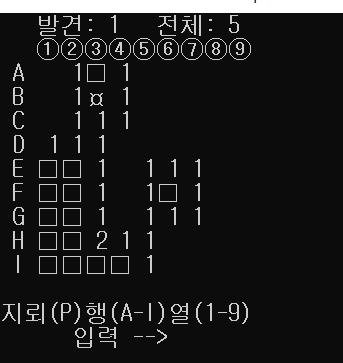 발견: 1 전체: 5
①②③④⑤⑥⑦⑧⑨
A 1□ 1
B 1¤ 1
C 1 1 1
D 1 1 1
E □□ 1 1 1 1
F □□ 1 1□ 1
G □□ 1 1 1 1
H □□ 2 1 1
I □□□□ 1
지뢰(P)행(A-I)열(1-9)
입력 -->